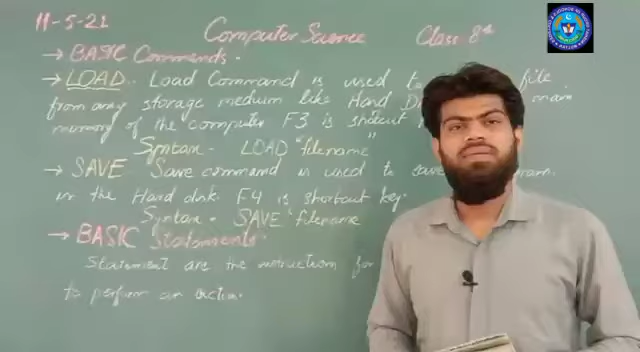 11-5-21 Computer Science Class 8th
→ BASIC Commands.
→ LOAD. Load Command is used to file
from any storage medium like Hard main
memory of the computer F3 is shotcut
Syntax - LOAD "filename"
→ SAVE - Save command is used to save
in the Hard disk. F4 is shortcut key.
Syntax - SAVE "filename
→ BASIC Statements.
Statement are the instruction for
to perform an action.